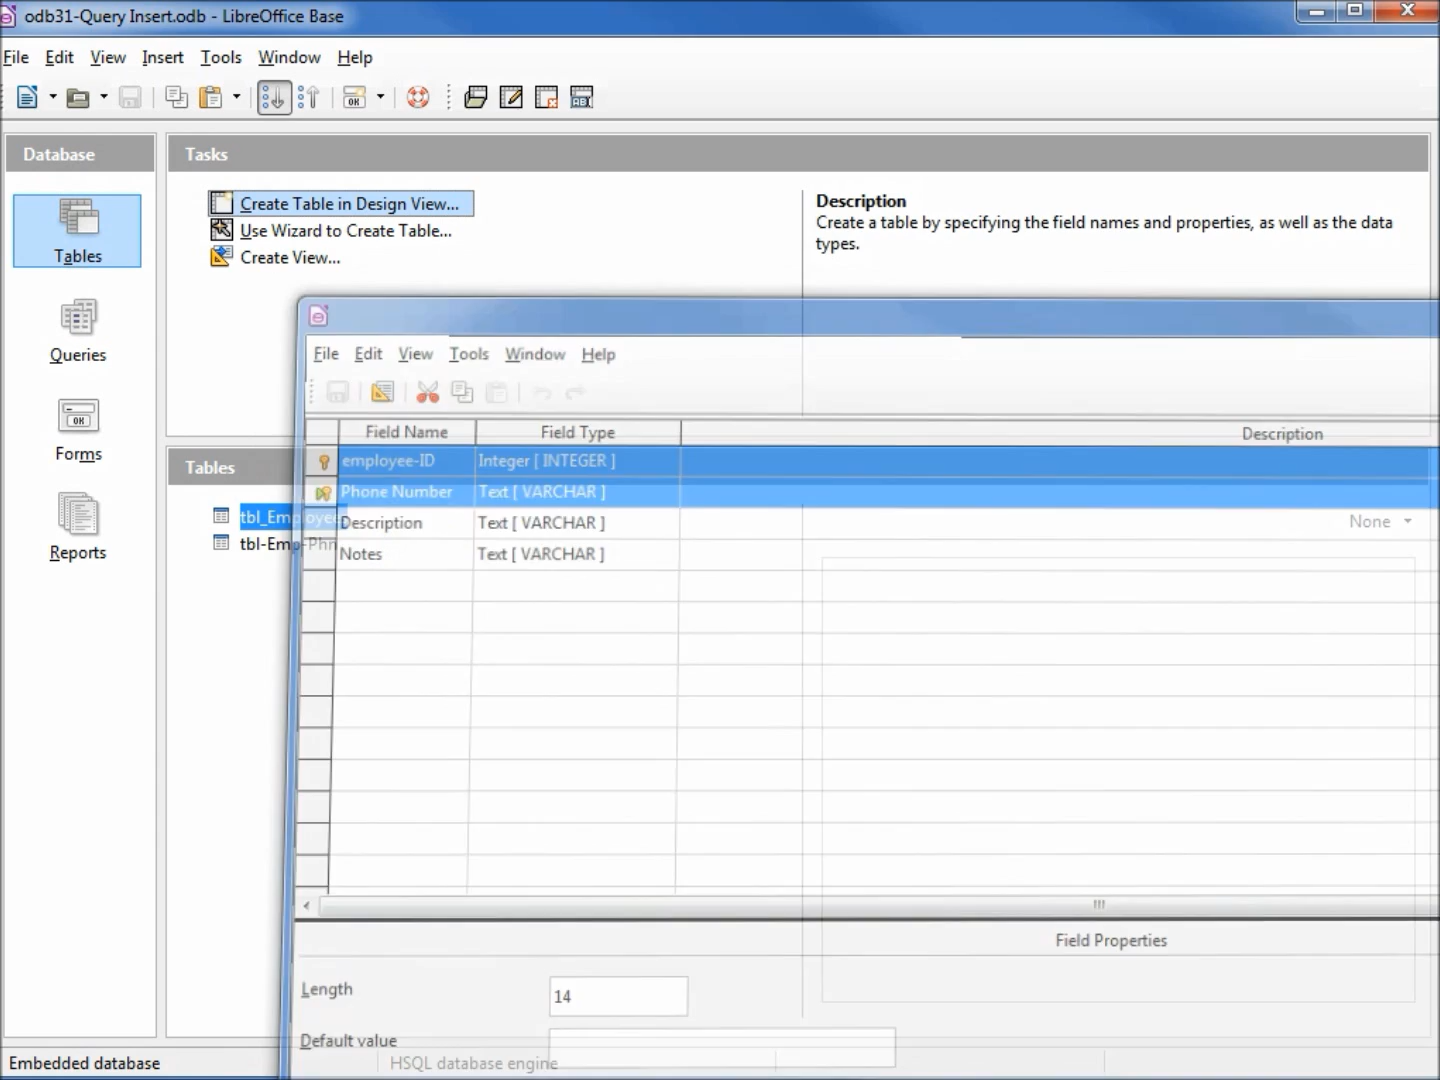 odb31-Query Insert.odb - LibreOffice Base
File Edit View Insert Tools Window Help
Database
Tasks
Tables
Queries
Forms
Reports
Create Table in Design View...
Use Wizard to Create Table...
Create View...
Description
Create a table by specifying the field names and properties, as well as the data
types.
Tables
tbl_Employee
tbl-Emp-Phn
File Edit View Tools Window Help
Field Name Field Type Description
employee-ID Integer [ INTEGER ]
Phone Number Text [ VARCHAR ]
Description Text [ VARCHAR ]
Notes Text [ VARCHAR ]
None
Field Properties
Length 14
Default value
Embedded database HSQL database engine